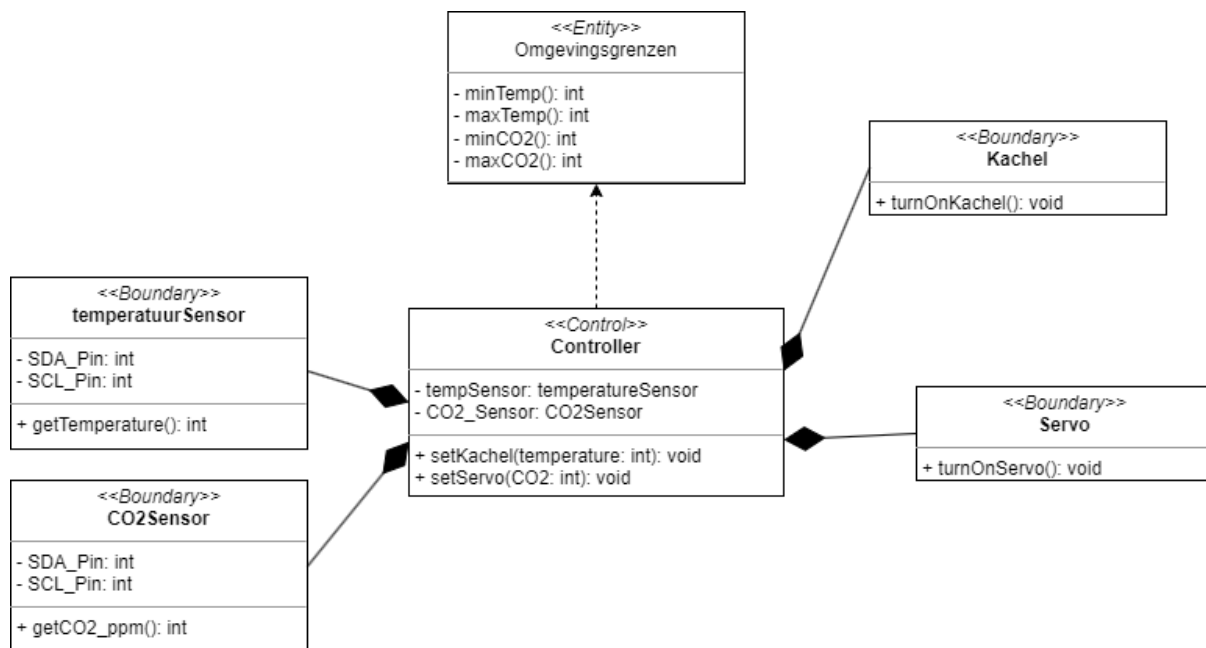 <<Entity>>
Omgevingsgrenzen
- minTemp(): int
- maxTemp(): int
- minCO2(): int
- maxCO2(): int
<<Boundary>>
Kachel
+ turnOnKachel(): void
<<Boundary>>
temperatuurSensor
- SDA_Pin: int
- SCL_Pin: int
+ getTemperature(): int
<<Control>>
Controller
- tempSensor: temperatureSensor
- CO2_Sensor: CO2Sensor
+ setKachel(temperature: int): void
+ setServo(CO2: int): void
<<Boundary>>
Servo
+ turnOnServo(): void
<<Boundary>>
CO2Sensor
- SDA_Pin: int
- SCL_Pin: int
+ getCO2_ppm(): int